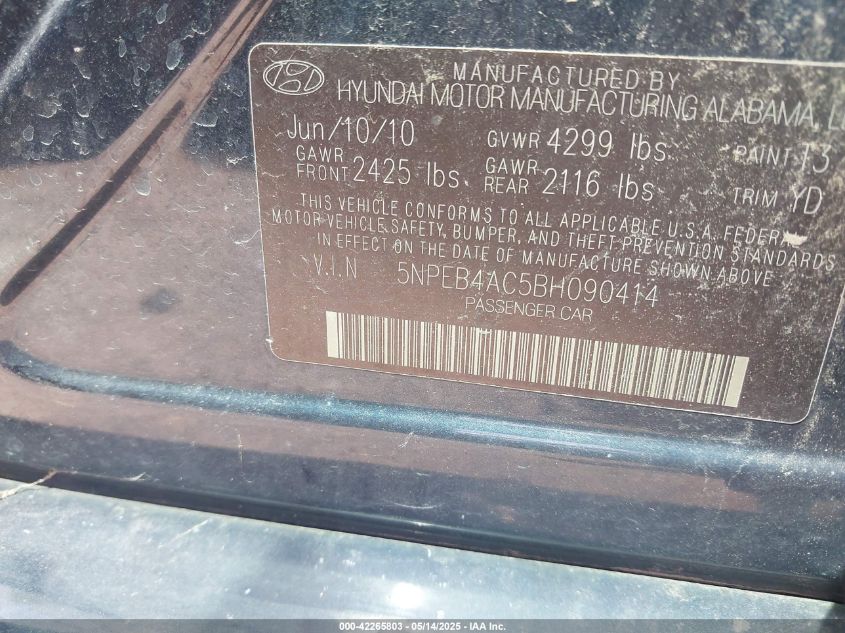 MANUFACTURED BY
HYUNDAI MOTOR MANUFACTURING ALABAMA, LL
Jun/10/10 GVWR 4299 lbs PAINT T3
GAWR FRONT 2425 lbs GAWR REAR 2116 lbs TRIM YD
THIS VEHICLE CONFORMS TO ALL APPLICABLE U.S.A. FEDERAL
MOTOR VEHICLE SAFETY, BUMPER, AND THEFT PREVENTION STANDARDS
IN EFFECT ON THE DATE OF MANUFACTURE SHOWN ABOVE
V.I.N 5NPEB4AC5BH090414
PASSENGER CAR
000-42265803 - 05/14/2025 - IAA Inc.